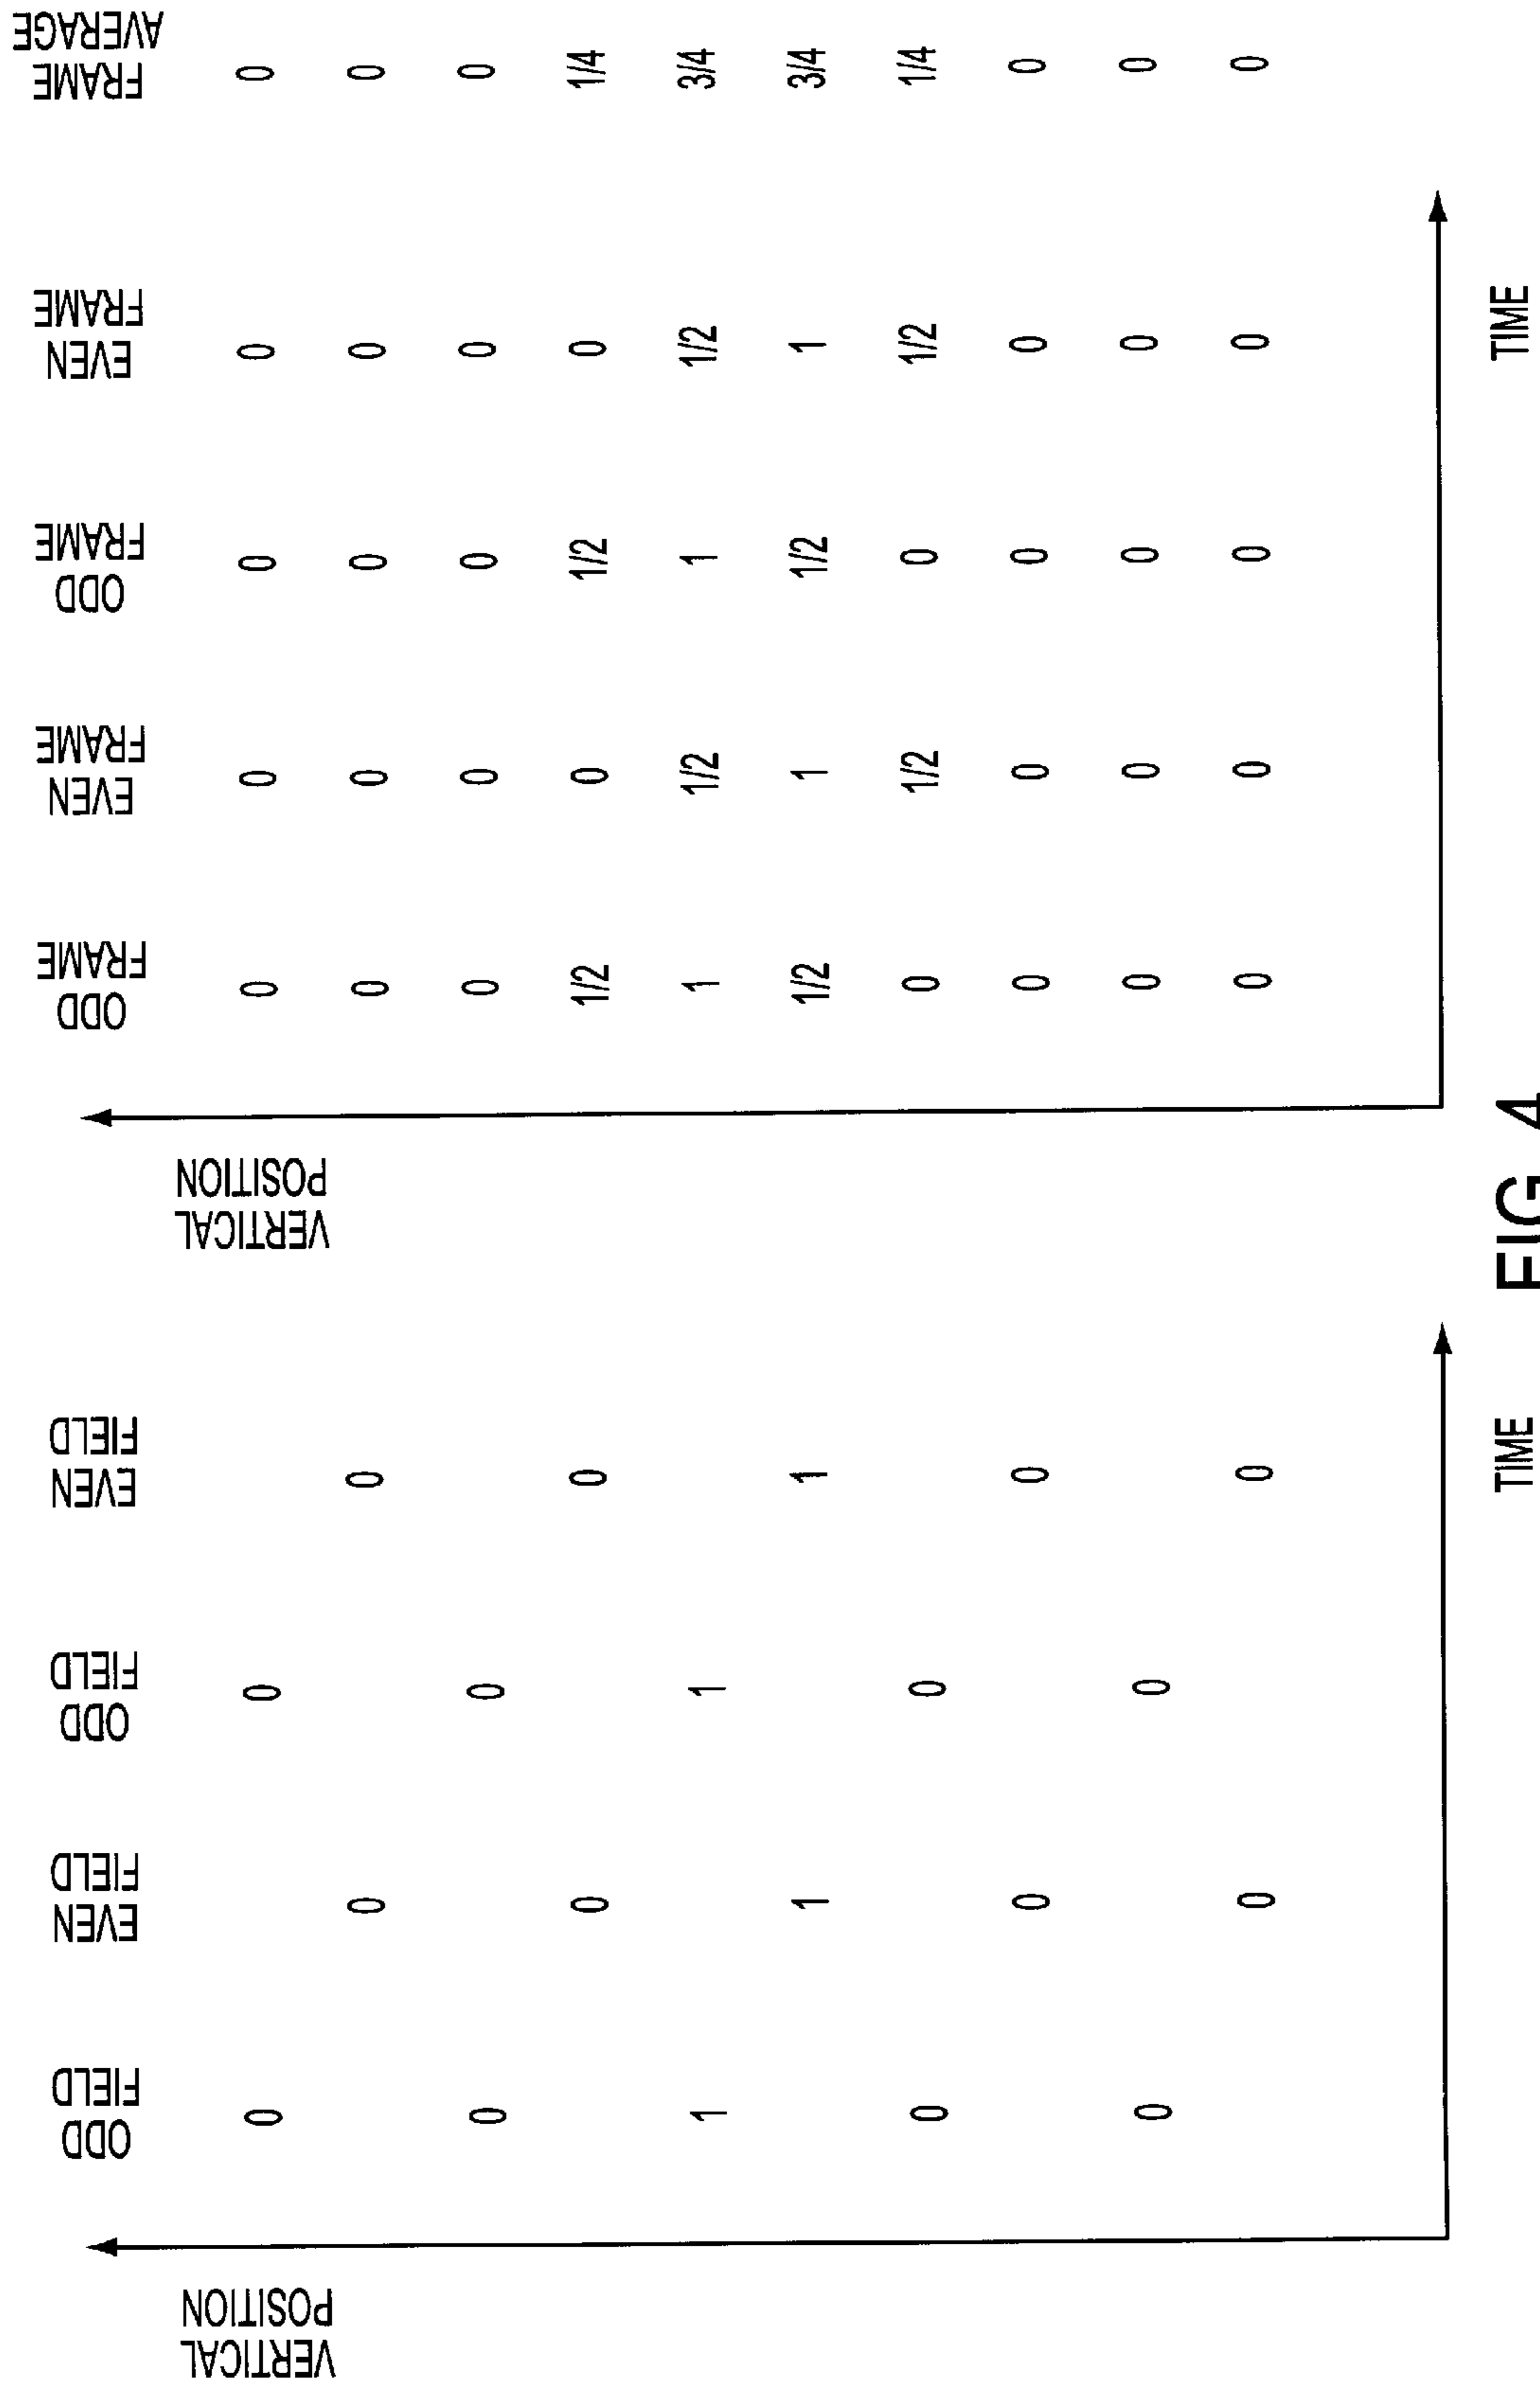 ODD FIELD EVEN FIELD ODD FIELD EVEN FIELD
VERTICAL
POSITION
0 0
0 0
0 0
0 0
1 1
1 1
0 0
0 0
0 0
0 0
TIME
ODD FRAME EVEN FRAME ODD FRAME EVEN FRAME FRAME AVERAGE
VERTICAL
POSITION
0 0 0 0 0
0 0 0 0 0
0 0 0 0 0
1/2 0 1/2 0 1/4
1 1/2 1 1/2 3/4
1/2 1 1/2 1 3/4
0 1/2 0 1/2 1/4
0 0 0 0 0
0 0 0 0 0
0 0 0 0 0
TIME
FIG 4